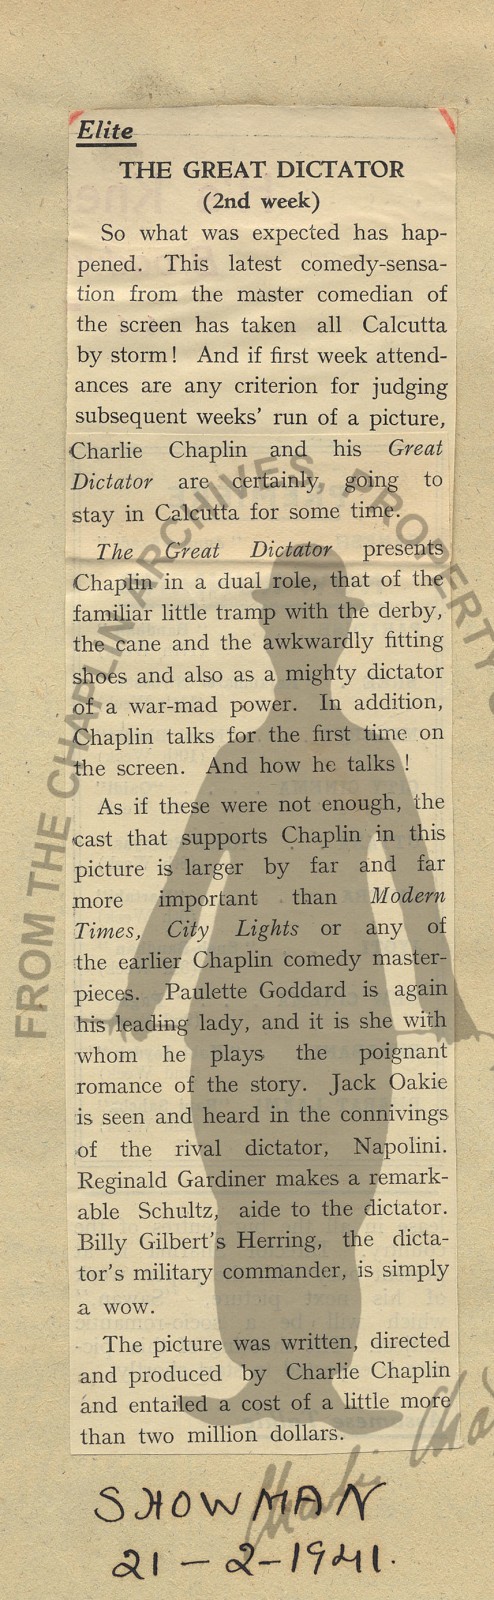 Elite
THE GREAT DICTATOR
(2nd week)
So what was expected has hap-
pened. This latest comedy-sensa-
tion from the master comedian of
the screen has taken all Calcutta
by storm! And if first week attend-
ances are any criterion for judging
subsequent weeks' run of a picture,
Charlie Chaplin and his Great
Dictator are certainly going to
stay in Calcutta for some time.
The Great Dictator presents
Chaplin in a dual role, that of the
familiar little tramp with the derby,
the cane and the awkwardly fitting
shoes and also as a mighty dictator
of a war-mad power. In addition,
Chaplin talks for the first time on
the screen. And how he talks!
As if these were not enough, the
cast that supports Chaplin in this
picture is larger by far and far
more important than Modern
Times, City Lights or any of
the earlier Chaplin comedy master-
pieces. Paulette Goddard is again
his leading lady, and it is she with
whom he plays the poignant
romance of the story. Jack Oakie
is seen and heard in the connivings
of the rival dictator, Napolini.
Reginald Gardiner makes a remark-
able Schultz, aide to the dictator.
Billy Gilbert's Herring, the dicta-
tor's military commander, is simply
a wow.
The picture was written, directed
and produced by Charlie Chaplin
and entailed a cost of a little more
than two million dollars.
SHOWMAN
21-2-1941.
FROM THE CHAPLIN ARCHIVES, PROPERTY
Charlie